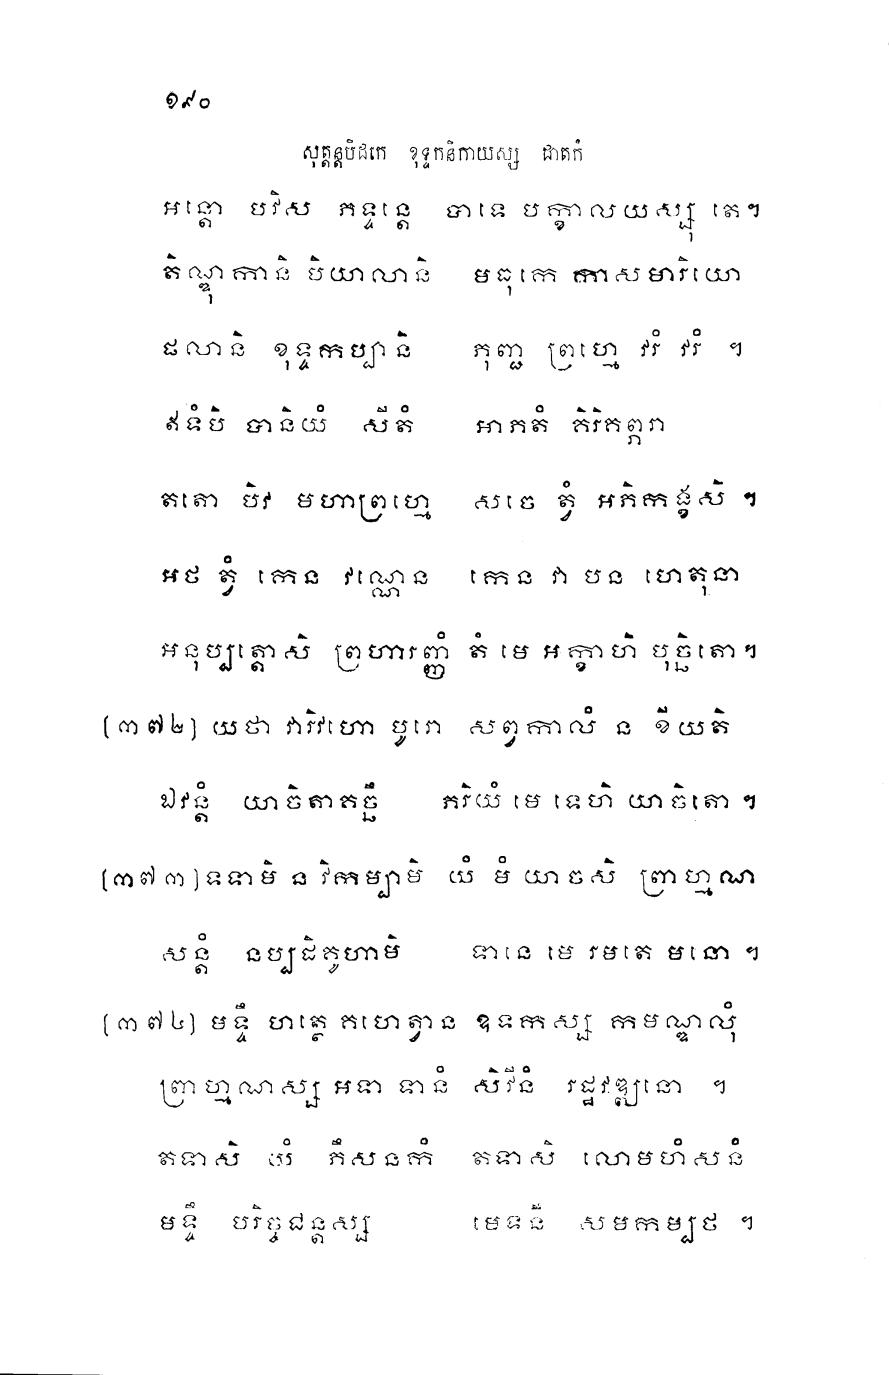 ១៩០
សុត្តន្តបិដកេ ខុទ្ទកនិកាយស្ស ជាតកំ
អន្តោ បវិស ភទ្ទន្តេ បាទេ បក្ខាលយស្សុ តេ។
តិណ្ឌុកានិ បិយាលានិ មធុកេ កាសមារិយោ
ផលានិ ខុទ្ទកប្បានិ ភុញ្ជ ព្រហ្មេ វរំ វរំ ។
ឥទំបិ បានិយំ សីតំ អាភតំ គិរិគព្ភរា
តតោ បិវ មហាព្រហ្មេ សចេ ត្វំ អភិកង្ខសិ ។
អថ ត្វំ កេន វណ្ណេន កេន វា បន ហេតុនា
អនុប្បត្តោសិ ព្រហារញ្ញំ តំ មេ អក្ខាហិ បុច្ឆិតោ។
(៣៧២) យថា វារិវហោ បូរោ សព្វកាលំ ន ខីយតិ
ឯវន្តំ យាចិតាគច្ឆឹ ភរិយំ មេ ទេហិ យាចិតោ ។
(៣៧៣) ទទាមិ ន វិកម្បាមិ យំ មំ យាចសិ ព្រាហ្មណ
សន្តំ នប្បដិគូហាមិ ទានេ មេ រមតេ មនោ ។
(៣៧៤) មទ្ទឹ ហត្ថេ គហេត្វាន ឧទកស្ស កមណ្ឌលុំ
ព្រាហ្មណស្ស អទា ទានំ សិវីនំ រដ្ឋវឌ្ឍនោ ។
តទាសិ យំ ភឹសនកំ តទាសិ លោមហំសនំ
មទ្ទឹ បរិច្ចជន្តស្ស មេទនី សមកម្បថ ។